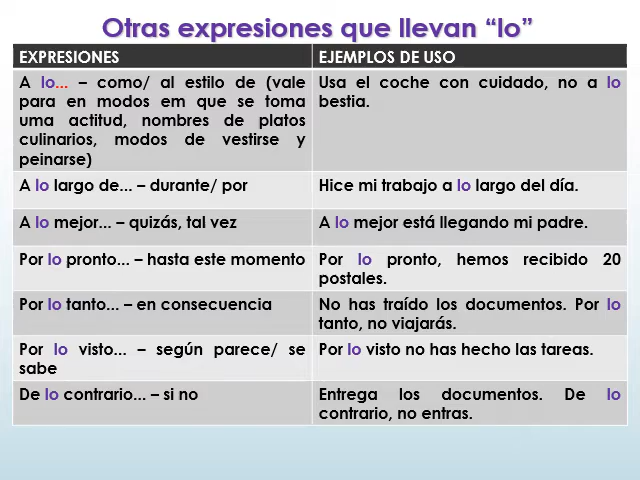 Otras expresiones que llevan “lo”
EXPRESIONES
EJEMPLOS DE USO
A lo... – como/ al estilo de (vale
para en modos em que se toma
uma actitud, nombres de platos
culinarios, modos de vestirse y
peinarse)
Usa el coche con cuidado, no a lo
bestia.
A lo largo de... – durante/ por
Hice mi trabajo a lo largo del día.
A lo mejor... – quizás, tal vez
A lo mejor está llegando mi padre.
Por lo pronto... – hasta este momento
Por lo pronto, hemos recibido 20
postales.
Por lo tanto... – en consecuencia
No has traído los documentos. Por lo
tanto, no viajarás.
Por lo visto... – según parece/ se
sabe
Por lo visto no has hecho las tareas.
De lo contrario... – si no
Entrega los documentos. De lo
contrario, no entras.